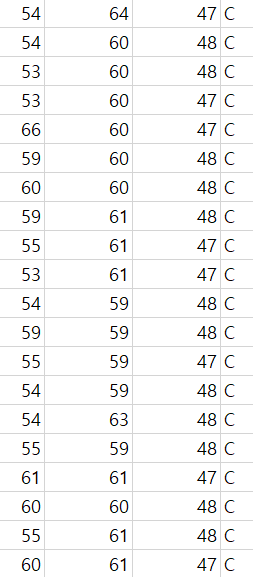 54 64 47 C
54 60 48 C
53 60 48 C
53 60 47 C
66 60 47 C
59 60 48 C
60 60 48 C
59 61 48 C
55 61 47 C
53 61 47 C
54 59 48 C
59 59 48 C
55 59 47 C
54 59 48 C
54 63 48 C
55 59 48 C
61 61 47 C
60 60 48 C
55 61 48 C
60 61 47 C